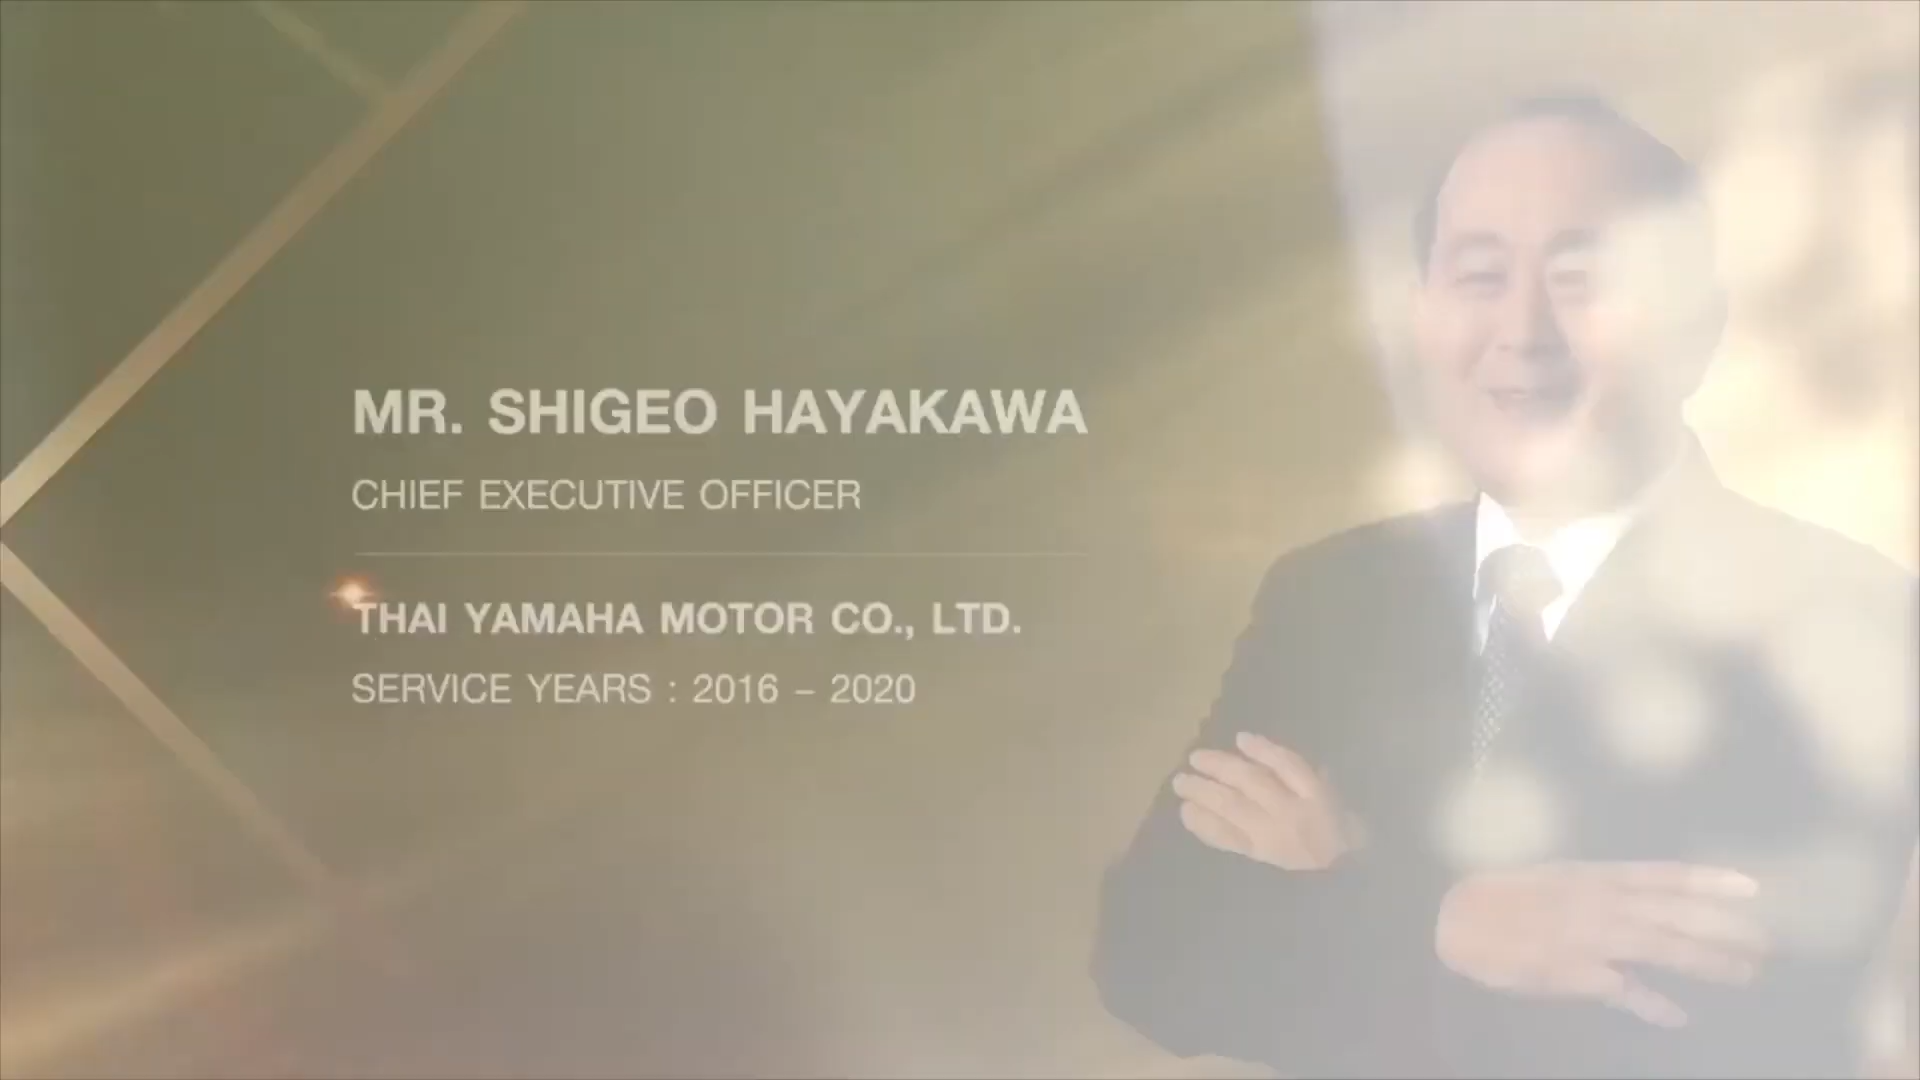 MR. SHIGEO HAYAKAWA
CHIEF EXECUTIVE OFFICER
THAI YAMAHA MOTOR CO., LTD.
SERVICE YEARS : 2016 – 2020